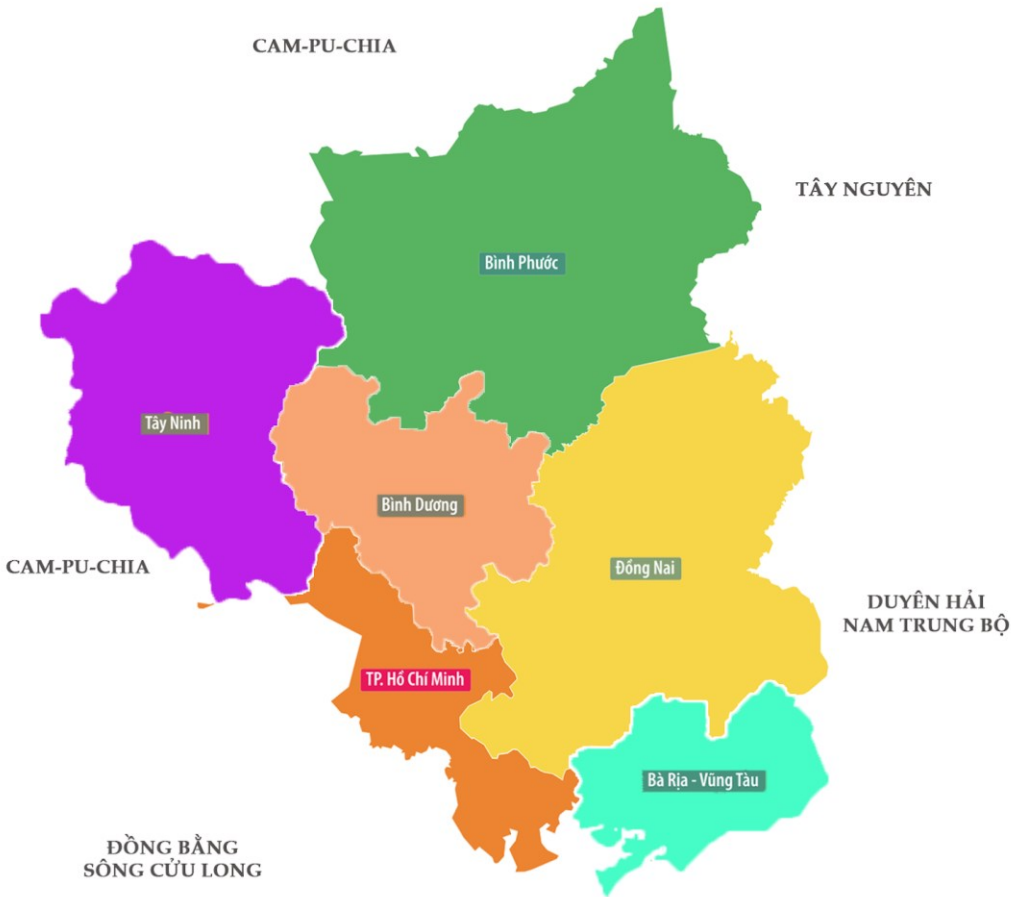 CAM-PU-CHIA
TÂY NGUYÊN
Bình Phước
Tây Ninh
Bình Dương
CAM-PU-CHIA
Đồng Nai
DUYÊN HẢI
NAM TRUNG BỘ
TP. Hồ Chí Minh
Bà Rịa - Vũng Tàu
ĐỒNG BẰNG
SÔNG CỬU LONG